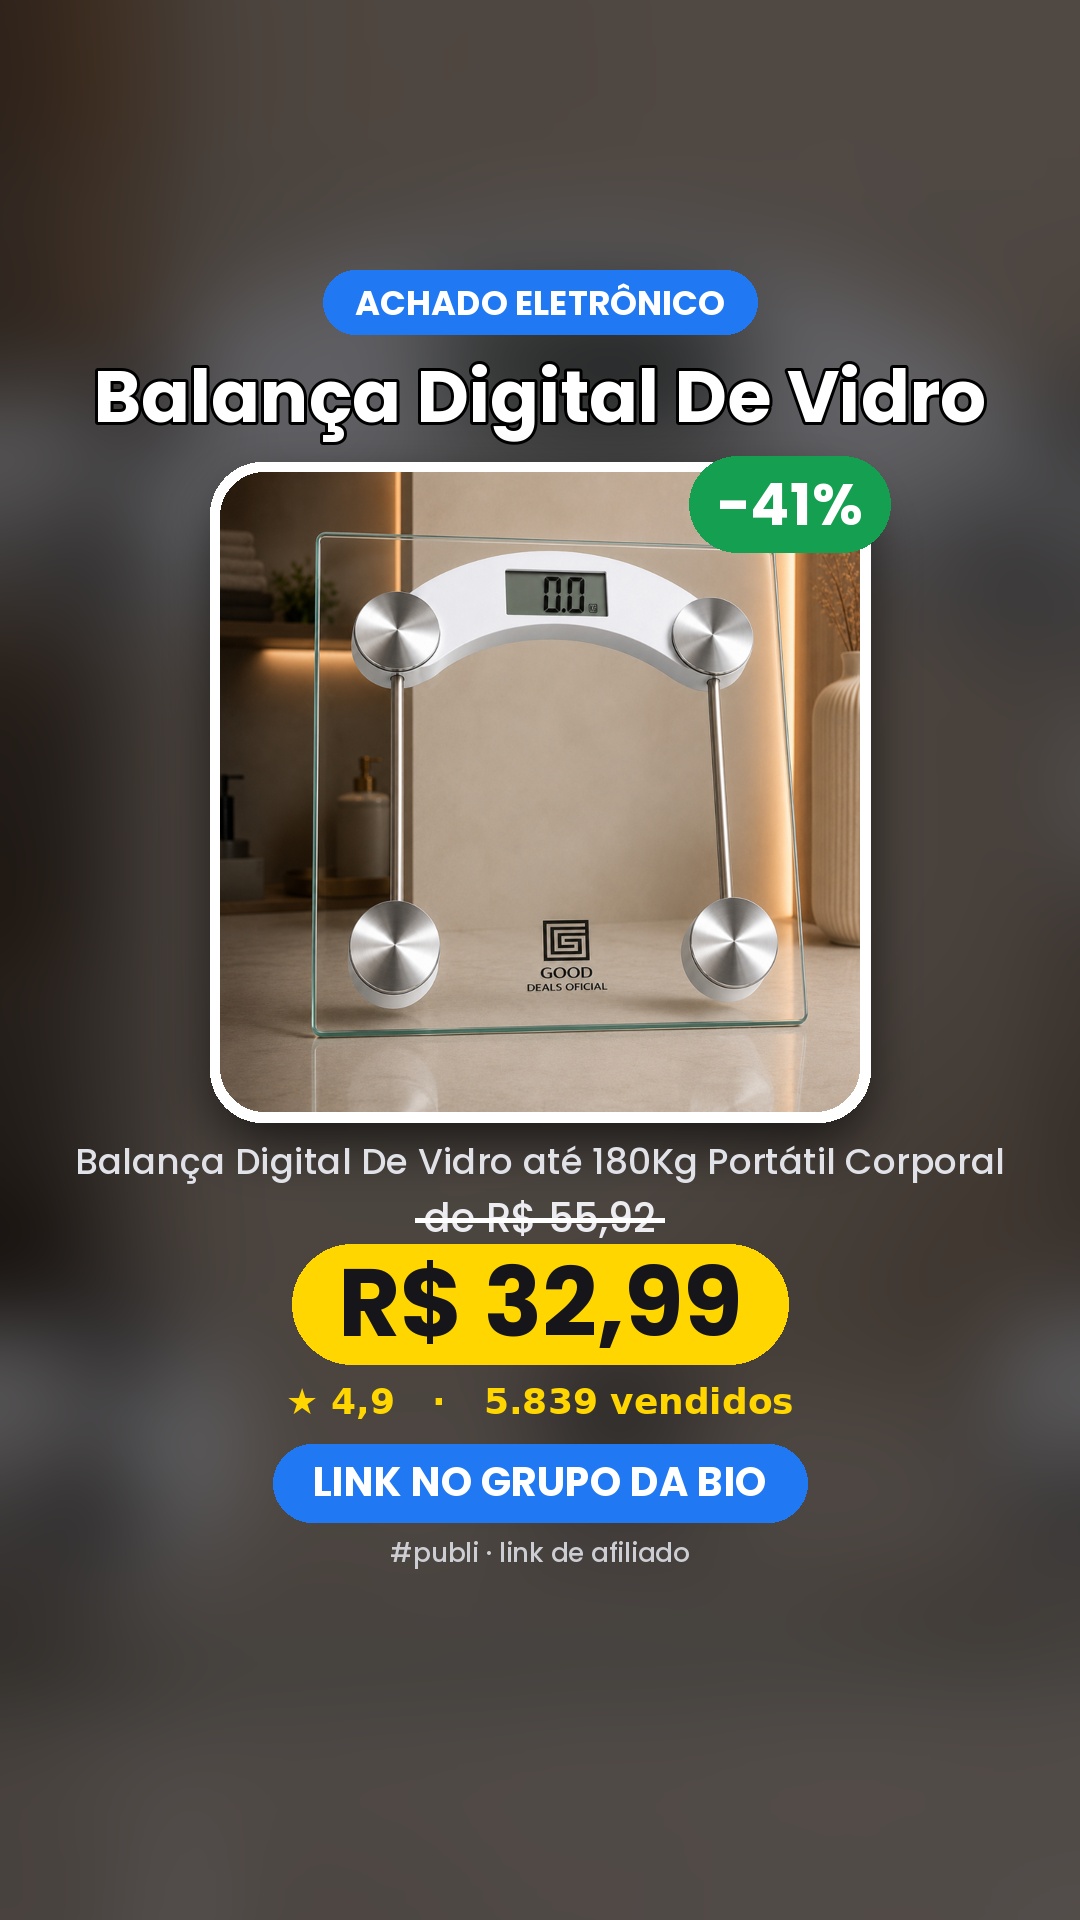 ACHADO ELETRÔNICO
Balança Digital De Vidro
-41%
0.0
GOOD
DEALS OFICIAL
Balança Digital De Vidro até 180Kg Portátil Corporal
de R$ 55,92
R$ 32,99
★ 4,9 · 5.839 vendidos
LINK NO GRUPO DA BIO
#publi · link de afiliado